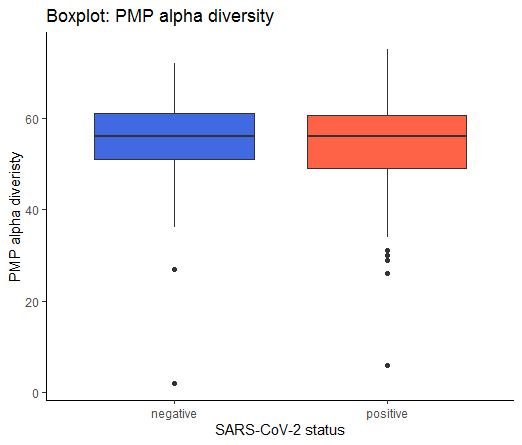 Boxplot: PMP alpha diversity
PMP alpha diveristy
60
40
20
0
negative
positive
SARS-CoV-2 status